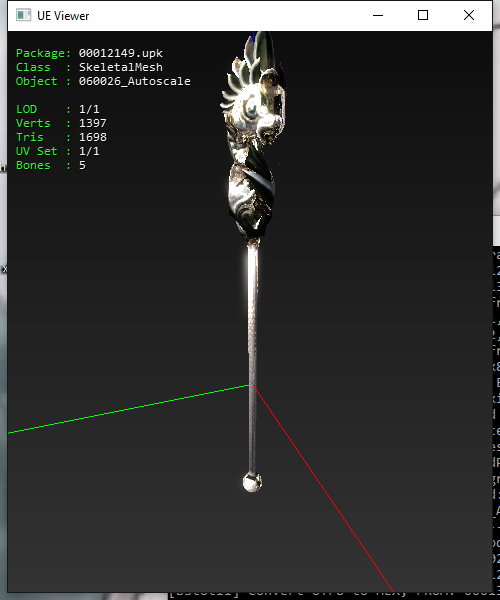 UE Viewer
Package: 00012149.upk
Class : SkeletalMesh
Object : 060026_Autoscale
LOD : 1/1
Verts : 1397
Tris : 1698
UV Set : 1/1
Bones : 5